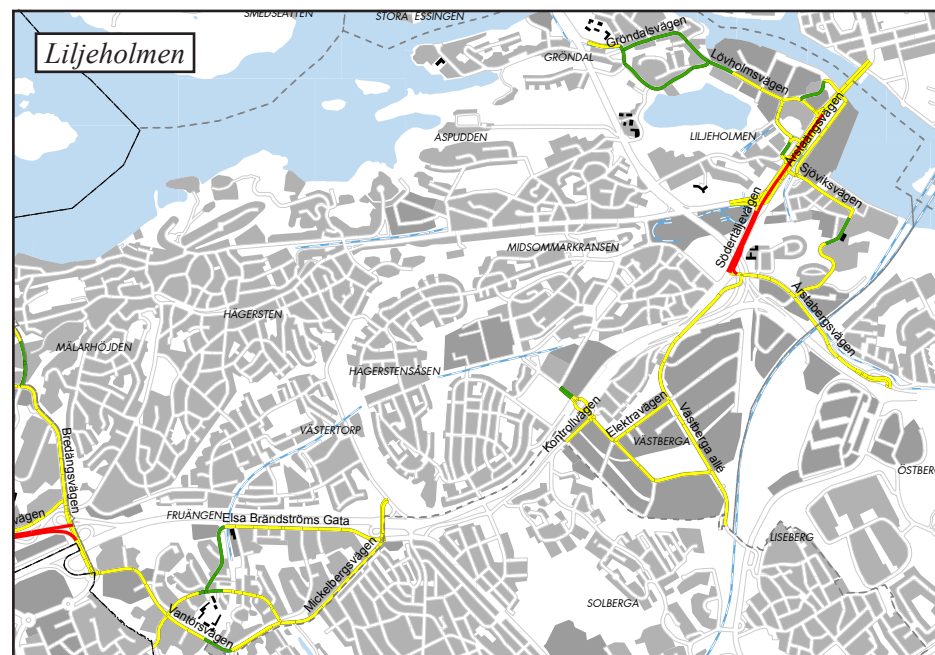 SMEDSLÄTTEN
STORA ESSINGEN
Liljeholmen
GRÖNDAL
Gröndalsvägen
Lövholmsvägen
ASPUDDEN
LILJEHOLMEN
Årstaängsvägen
Sjöviksvägen
Södertäljevägen
MIDSOMMARKRANSEN
HÄGERSTEN
MÄLARHÖJDEN
Årstabergsvägen
HÄGERSTENSÅSEN
Kontrollvägen
Elektravägen
Västberga allé
VÄSTBERGA
VÄSTERTORP
Bredängsvägen
ÖSTBERG
vägen
FRUÄNGEN
Elsa Brändströms Gata
LISEBERG
Mickelbergsvägen
SOLBERGA
Vantörsvägen